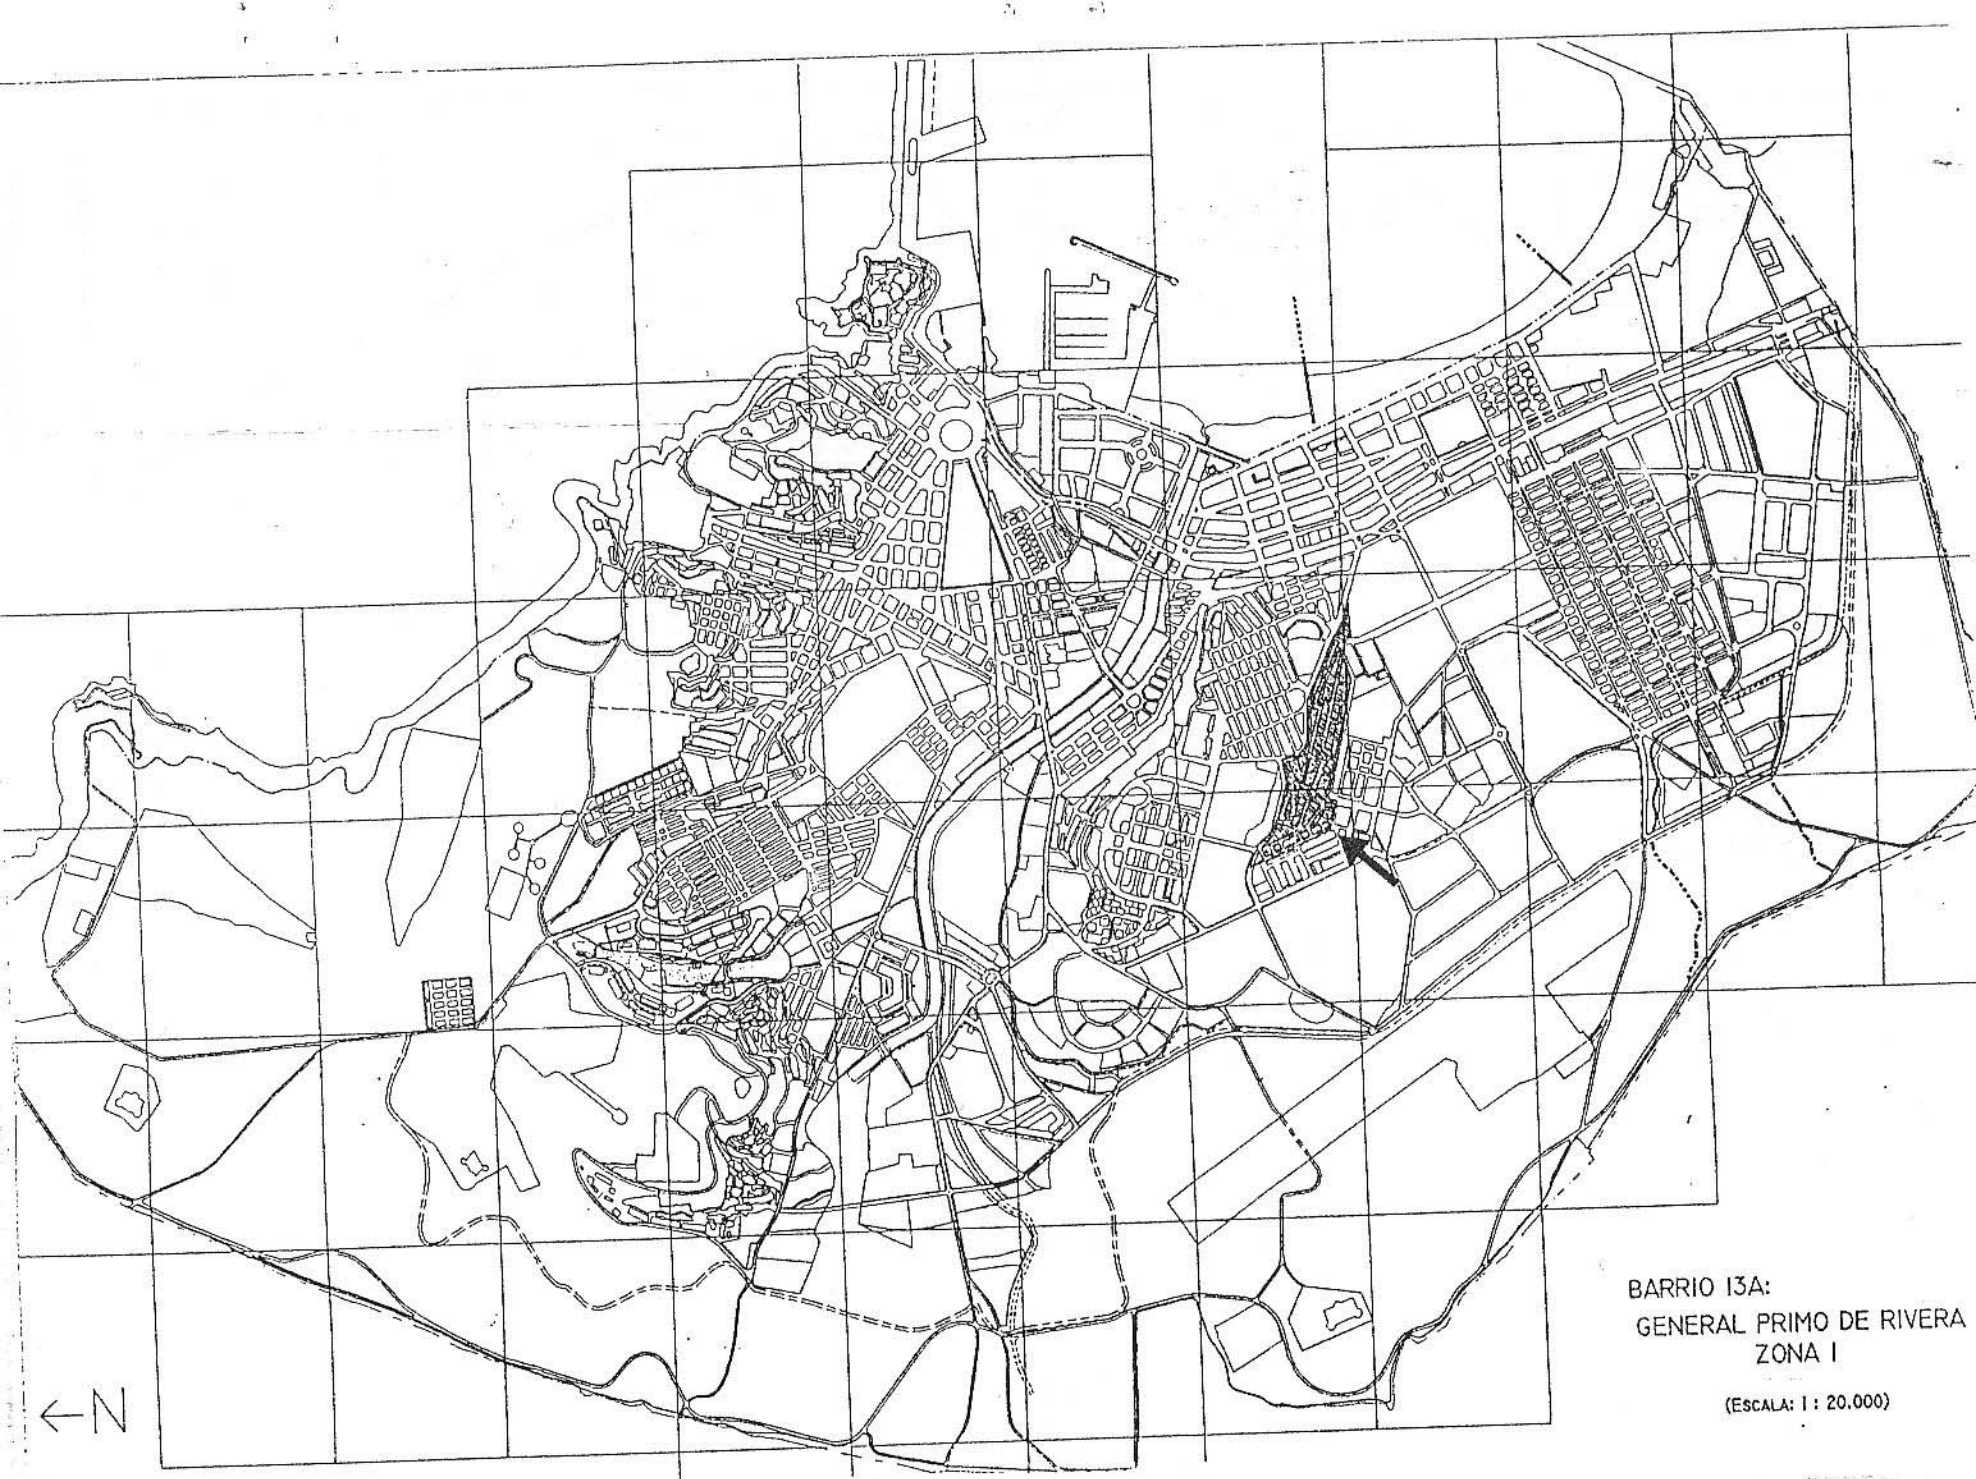 BARRIO 13A:
GENERAL PRIMO DE RIVERA
ZONA I
(ESCALA: 1 : 20.000)
←N